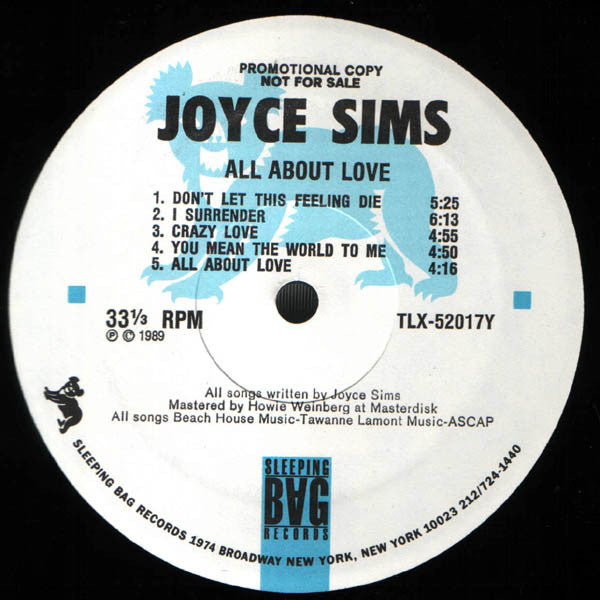 PROMOTIONAL COPY
NOT FOR SALE
JOYCE SIMS
ALL ABOUT LOVE
1. DON'T LET THIS FEELING DIE 5:25
2. I SURRENDER 6:13
3. CRAZY LOVE 4:55
4. YOU MEAN THE WORLD TO ME 4:50
5. ALL ABOUT LOVE 4:16
33⅓ RPM
℗ © 1989
TLX-52017Y
All songs written by Joyce Sims
Mastered by Howie Weinberg at Masterdisk
All songs Beach House Music-Tawanne Lamont Music-ASCAP
SLEEPING
BAG
RECORDS
SLEEPING BAG RECORDS 1974 BROADWAY NEW YORK, NEW YORK 10023 212/724-1440